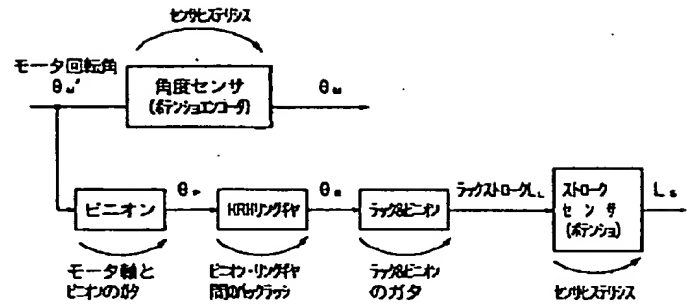 センサヒステリシス
モータ回転角
θM'
角度センサ
(ポテンショエンコーダ)
θM
ピニオン
θP
HRHリングギヤ
θR
ラック&ピニオン
ラックストロークLL
ストローク
センサ
(ポテンショ)
LS
モータ軸と
ピニオンのガタ
ピニオン・リングギヤ
間のバックラッシ
ラック&ピニオン
のガタ
センサヒステリシス